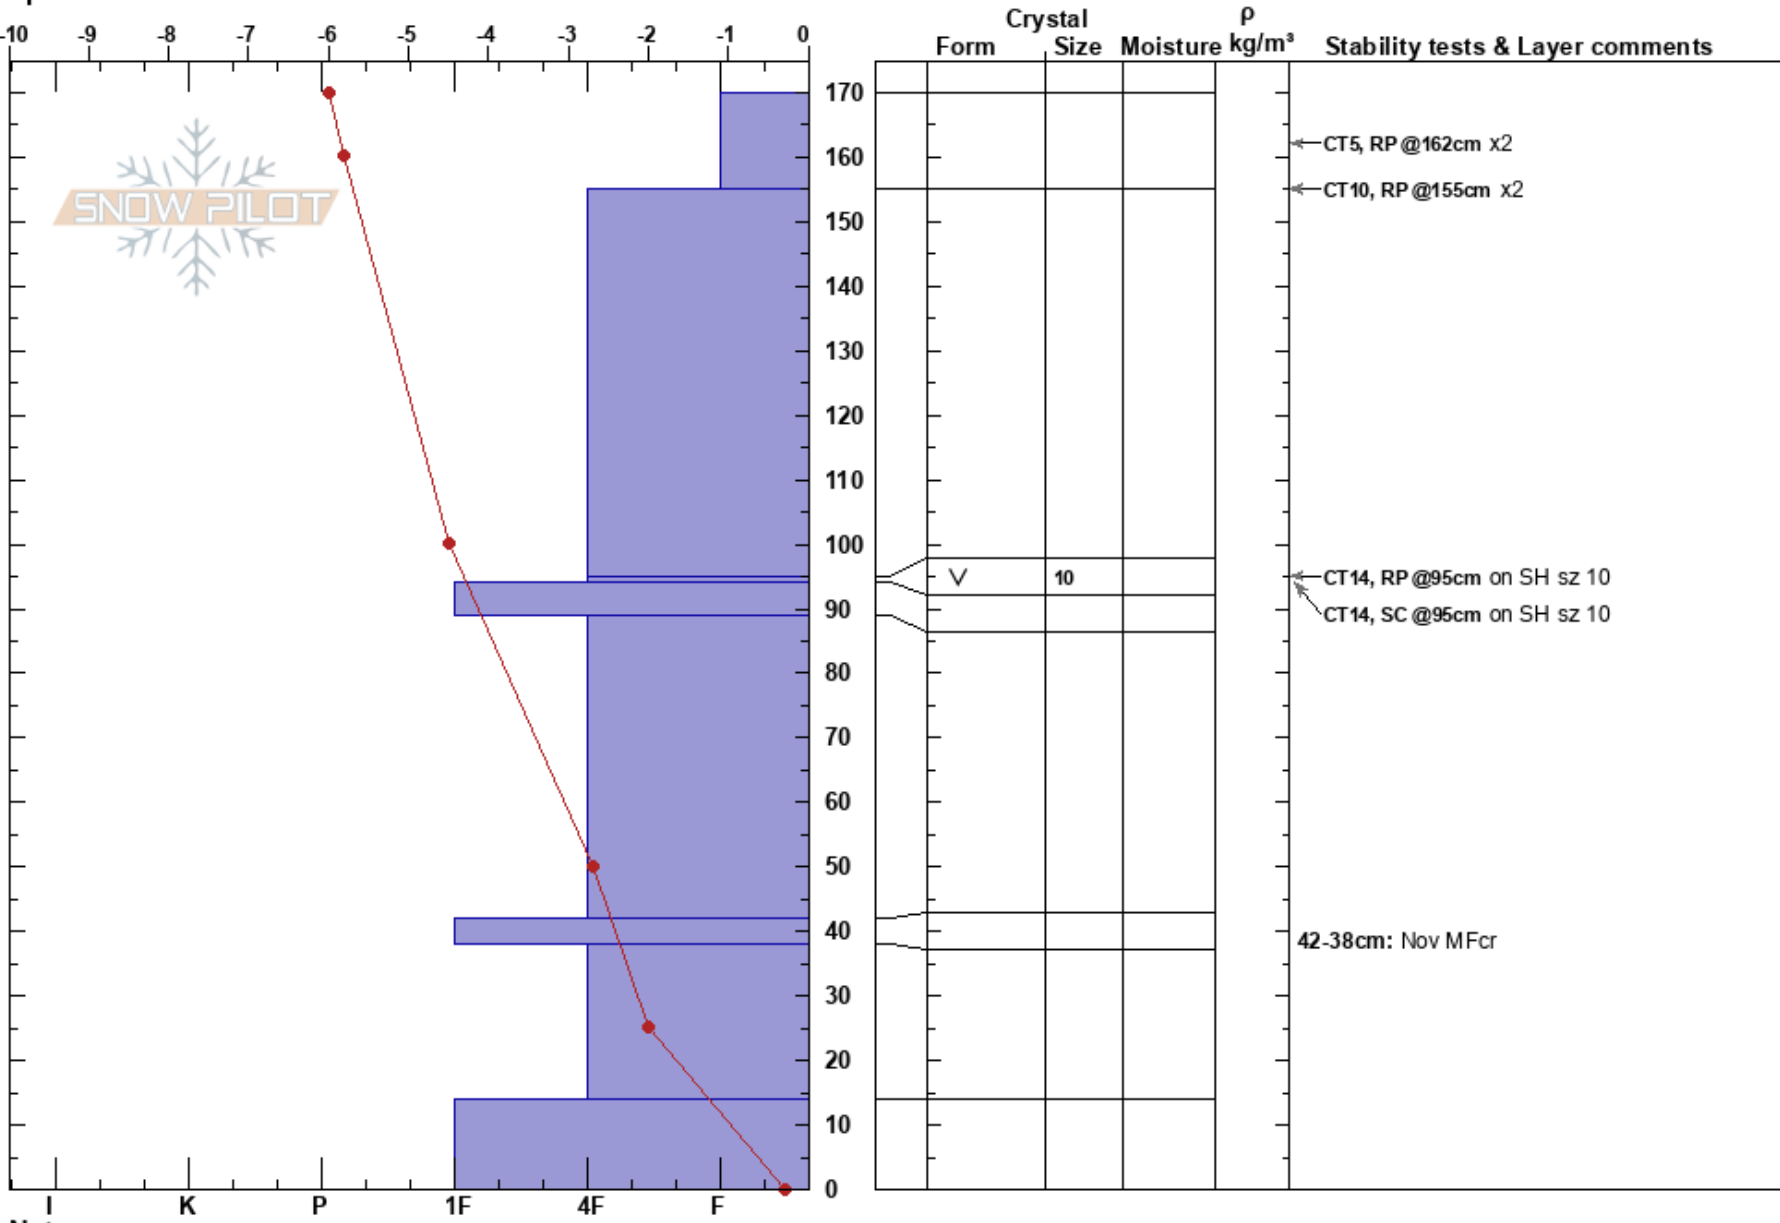 Crystal ρ
-10 -9 -8 -7 -6 -5 -4 -3 -2 -1 0 Form Size Moisture kg/m³ Stability tests & Layer comments
170
CT5, RP @162cm x2
160
CT10, RP @155cm x2
SNOW PILOT
150
140
130
120
110
100
V 10 CT14, RP @95cm on SH sz 10
90 CT14, SC @95cm on SH sz 10
80
70
60
50
40 42-38cm: Nov MFcr
30
20
10
0
I K P 1F 4F F